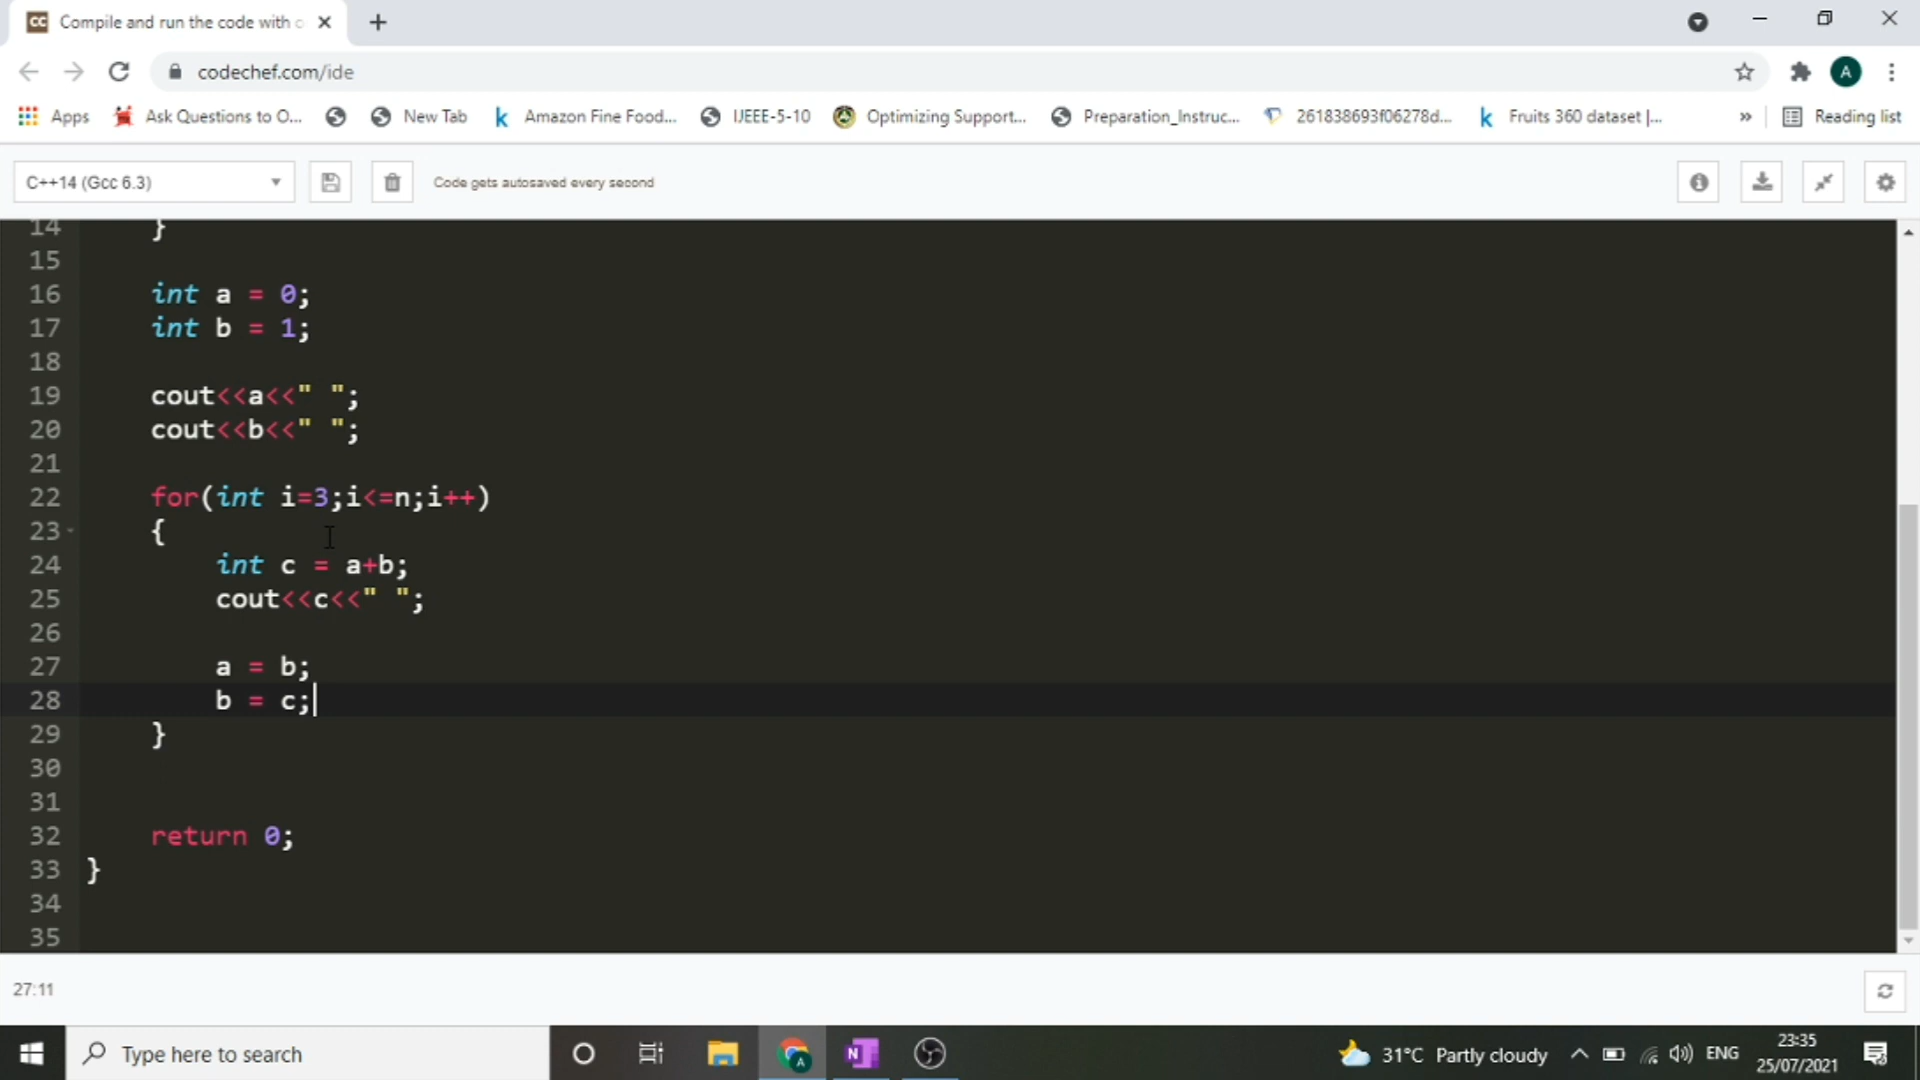 Compile and run the code with
codechef.com/ide
A
Apps
Ask Questions to O...
New Tab
Amazon Fine Food...
IJEEE-5-10
Optimizing Support...
Preparation_Instruc...
261838693f06278d...
Fruits 360 dataset |...
»
Reading list
C++14 (Gcc 6.3)
Code gets autosaved every second
14 }
15
16 int a = 0;
17 int b = 1;
18
19 cout<<a<<" ";
20 cout<<b<<" ";
21
22 for(int i=3;i<=n;i++)
23 {
24 int c = a+b;
25 cout<<c<<" ";
26
27 a = b;
28 b = c;
29 }
30
31
32 return 0;
33 }
34
35
27:11
Type here to search
31°C Partly cloudy
ENG
23:35
25/07/2021